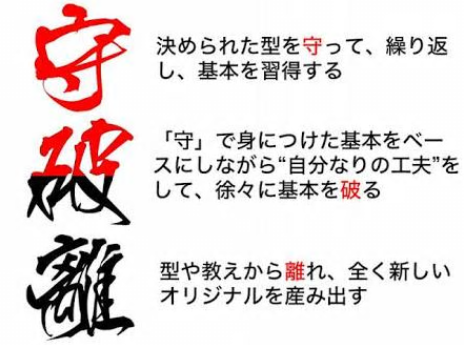 守
決められた型を守って、繰り返
し、基本を習得する
破
「守」で身につけた基本をベー
スにしながら“自分なりの工夫”を
して、徐々に基本を破る
離
型や教えから離れ、全く新しい
オリジナルを産み出す